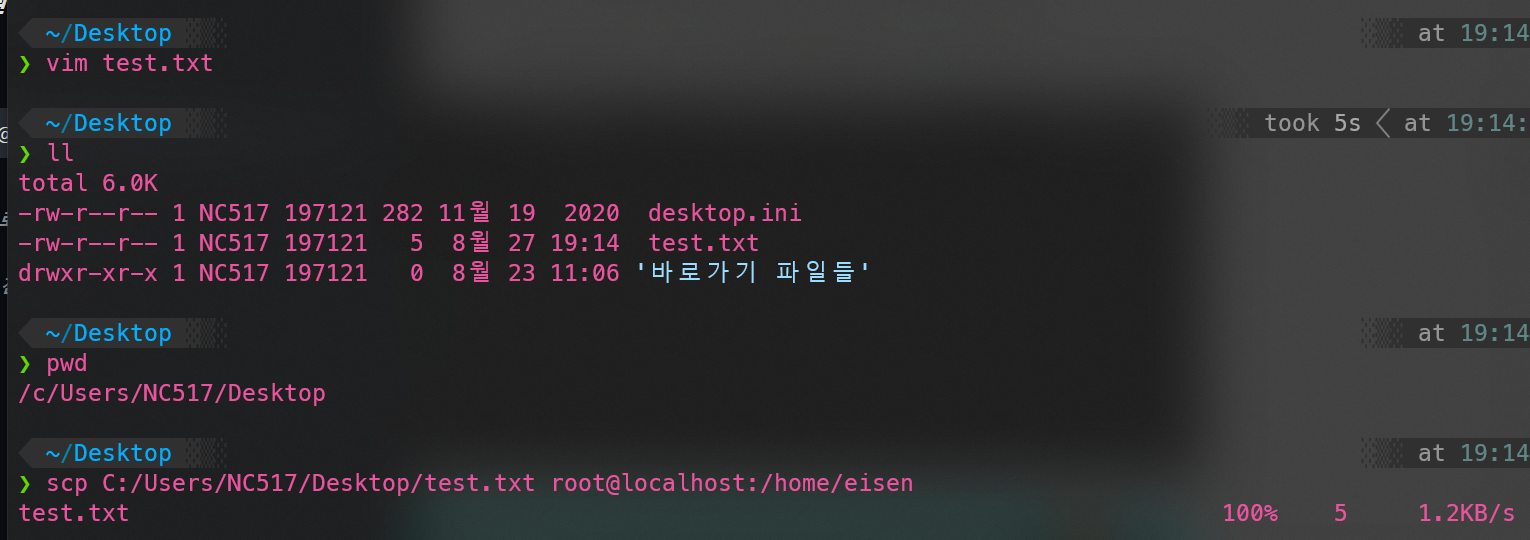 ~/Desktop at 19:14
❯ vim test.txt
~/Desktop took 5s at 19:14:
❯ ll
total 6.0K
-rw-r--r-- 1 NC517 197121 282 11월 19  2020  desktop.ini
-rw-r--r-- 1 NC517 197121   5  8월 27 19:14  test.txt
drwxr-xr-x 1 NC517 197121   0  8월 23 11:06 '바로가기 파일들'
~/Desktop at 19:14
❯ pwd
/c/Users/NC517/Desktop
~/Desktop at 19:14
❯ scp C:/Users/NC517/Desktop/test.txt root@localhost:/home/eisen
test.txt 100% 5 1.2KB/s